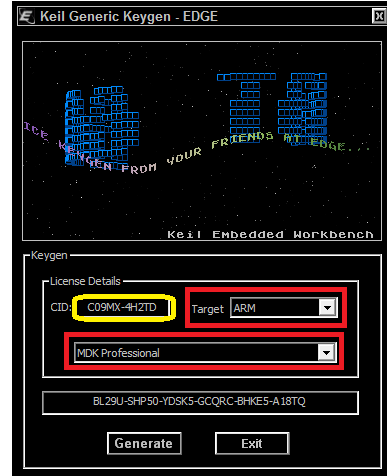 Keil Generic Keygen - EDGE
ICE KEYGEN FROM YOUR FRIENDS AT EDGE...
Keil Embedded Workbench
Keygen
License Details
CID: C09MX-4H2TD Target ARM
MDK Professional
BL29U-SHP50-YDSK5-GCQRC-BHKE5-A18TQ
Generate Exit